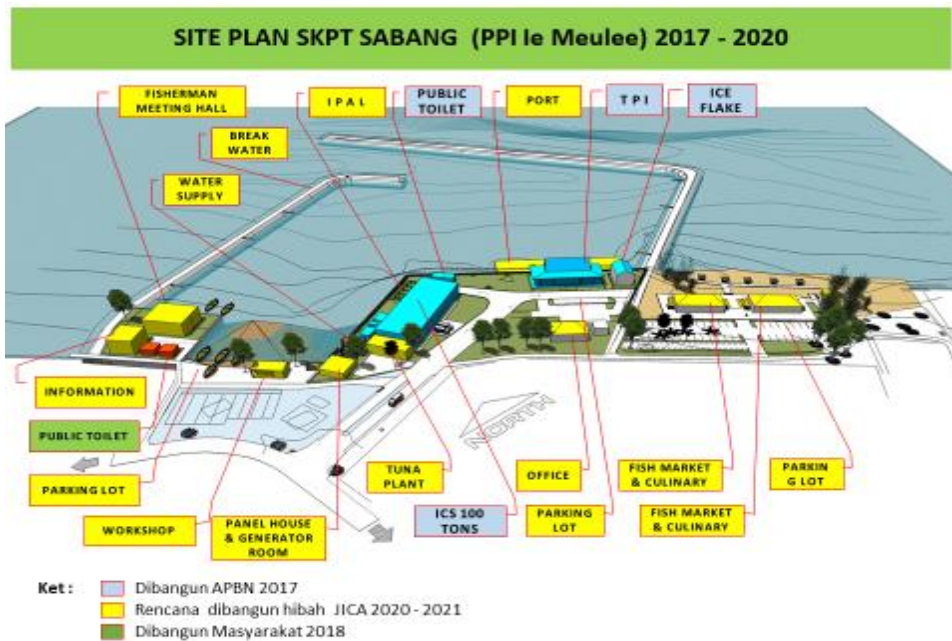 SITE PLAN SKPT SABANG (PPI Ie Meulee) 2017 - 2020
FISHERMAN
MEETING HALL
I P A L
PUBLIC
TOILET
PORT
T P I
ICE
FLAKE
BREAK
WATER
WATER
SUPPLY
INFORMATION
PUBLIC TOILET
PARKING LOT
WORKSHOP
PANEL HOUSE
& GENERATOR
ROOM
NORTH
TUNA
PLANT
ICS 100
TONS
OFFICE
PARKING
LOT
FISH MARKET
& CULINARY
FISH MARKET
& CULINARY
PARKIN
G LOT
Ket :
Dibangun APBN 2017
Rencana dibangun hibah JICA 2020 - 2021
Dibangun Masyarakat 2018